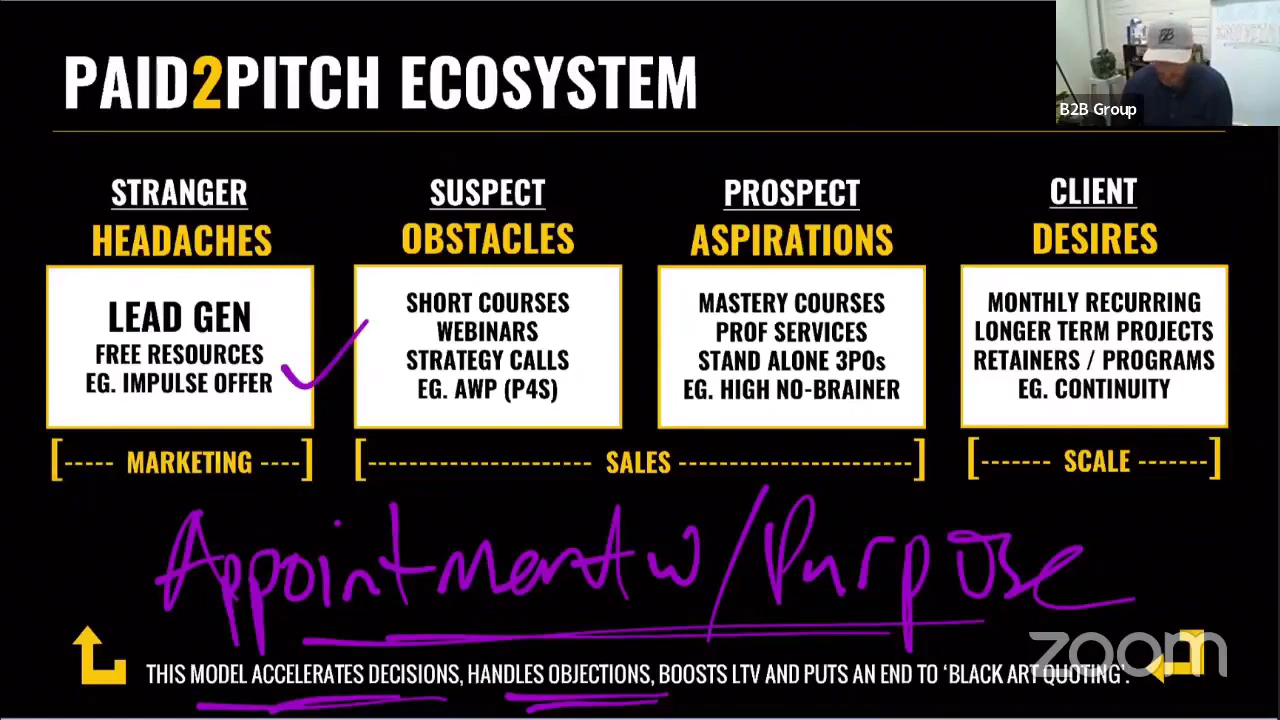 PAID2PITCH ECOSYSTEM
B2B Group
STRANGER
HEADACHES
LEAD GEN
FREE RESOURCES
EG. IMPULSE OFFER
[----- MARKETING ----]
SUSPECT
OBSTACLES
SHORT COURSES
WEBINARS
STRATEGY CALLS
EG. AWP (P4S)
PROSPECT
ASPIRATIONS
MASTERY COURSES
PROF SERVICES
STAND ALONE 3POs
EG. HIGH NO-BRAINER
[---------------------- SALES ----------------------]
CLIENT
DESIRES
MONTHLY RECURRING
LONGER TERM PROJECTS
RETAINERS / PROGRAMS
EG. CONTINUITY
[------- SCALE -------]
Appointment w/Purpose
THIS MODEL ACCELERATES DECISIONS, HANDLES OBJECTIONS, BOOSTS LTV AND PUTS AN END TO ‘BLACK ART QUOTING’.
zoom